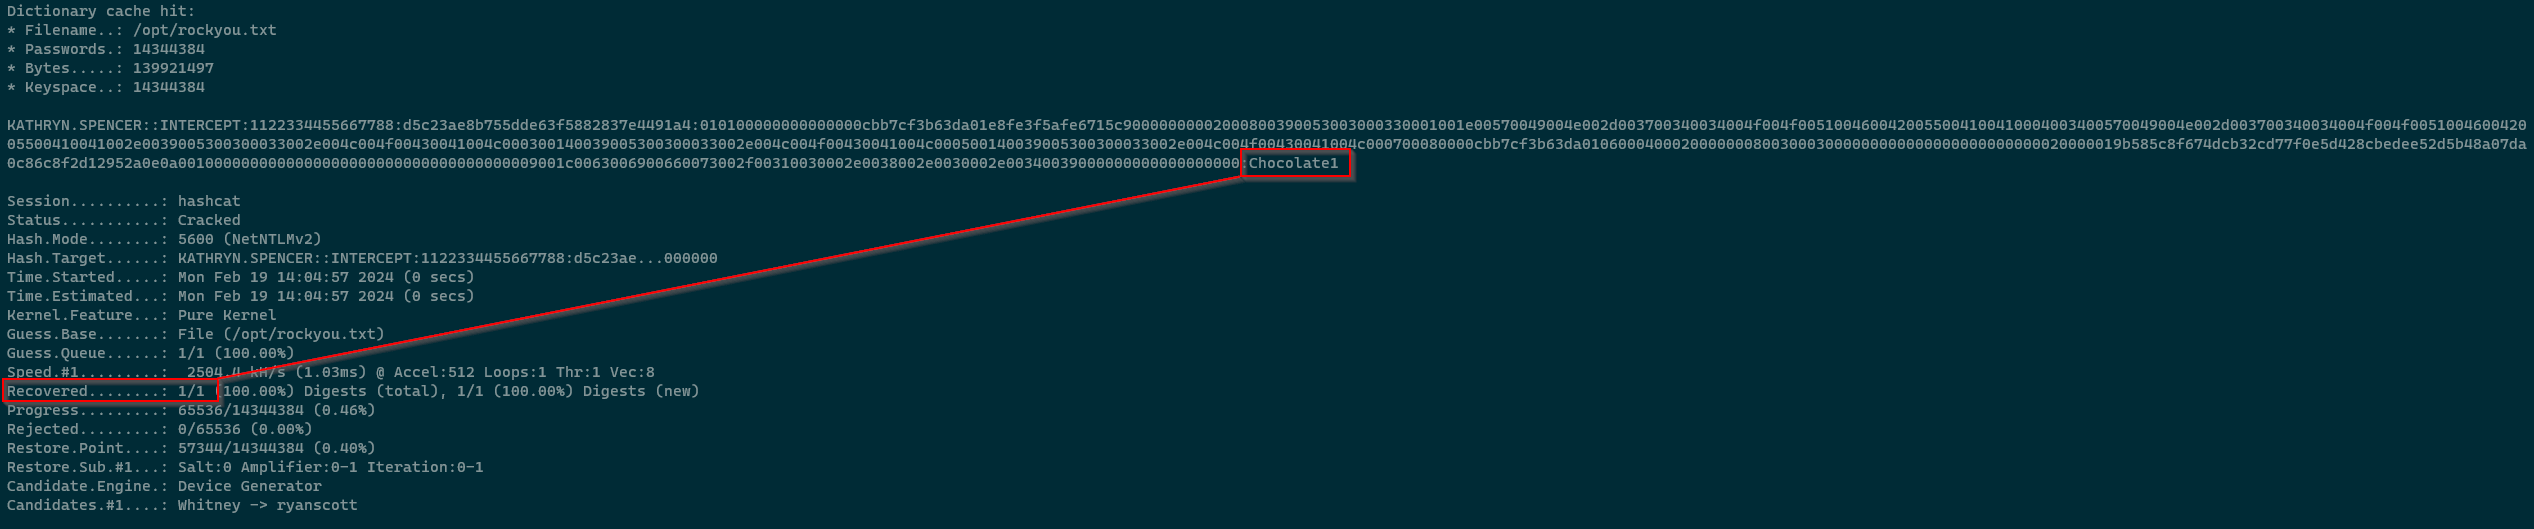 Dictionary cache hit:
* Filename..: /opt/rockyou.txt
* Passwords.: 14344384
* Bytes.....: 139921497
* Keyspace..: 14344384
KATHRYN.SPENCER::INTERCEPT:1122334455667788:d5c23ae8b755dde63f5882837e4491a4:010100000000000000cbb7cf3b63da01e8fe3f5afe6715c90000000002000800390053003000330001001e00570049004e002d003700340034004f004f0051004600420055004100410004003400570049004e002d003700340034004f004f0051004600420
05500410041002e0039005300300033002e004c004f00430041004c000300140039005300300033002e004c004f00430041004c000500140039005300300033002e004c004f00430041004c000700080000cbb7cf3b63da010600040002000000080030003000000000000000000000000020000019b585c8f674dcb32cd77f0e5d428cbedee52d5b48a07da
0c86c8f2d12952a0e0a0010000000000000000000000000000000000009001c0063006900660073002f00310030002e0038002e0030002e00340039000000000000000000:Chocolate1
Session..........: hashcat
Status...........: Cracked
Hash.Mode........: 5600 (NetNTLMv2)
Hash.Target......: KATHRYN.SPENCER::INTERCEPT:1122334455667788:d5c23ae...000000
Time.Started.....: Mon Feb 19 14:04:57 2024 (0 secs)
Time.Estimated...: Mon Feb 19 14:04:57 2024 (0 secs)
Kernel.Feature...: Pure Kernel
Guess.Base.......: File (/opt/rockyou.txt)
Guess.Queue......: 1/1 (100.00%)
Speed.#1.........: 2504.4 kH/s (1.03ms) @ Accel:512 Loops:1 Thr:1 Vec:8
Recovered........: 1/1 (100.00%) Digests (total), 1/1 (100.00%) Digests (new)
Progress.........: 65536/14344384 (0.46%)
Rejected.........: 0/65536 (0.00%)
Restore.Point....: 57344/14344384 (0.40%)
Restore.Sub.#1...: Salt:0 Amplifier:0-1 Iteration:0-1
Candidate.Engine.: Device Generator
Candidates.#1....: Whitney -> ryanscott